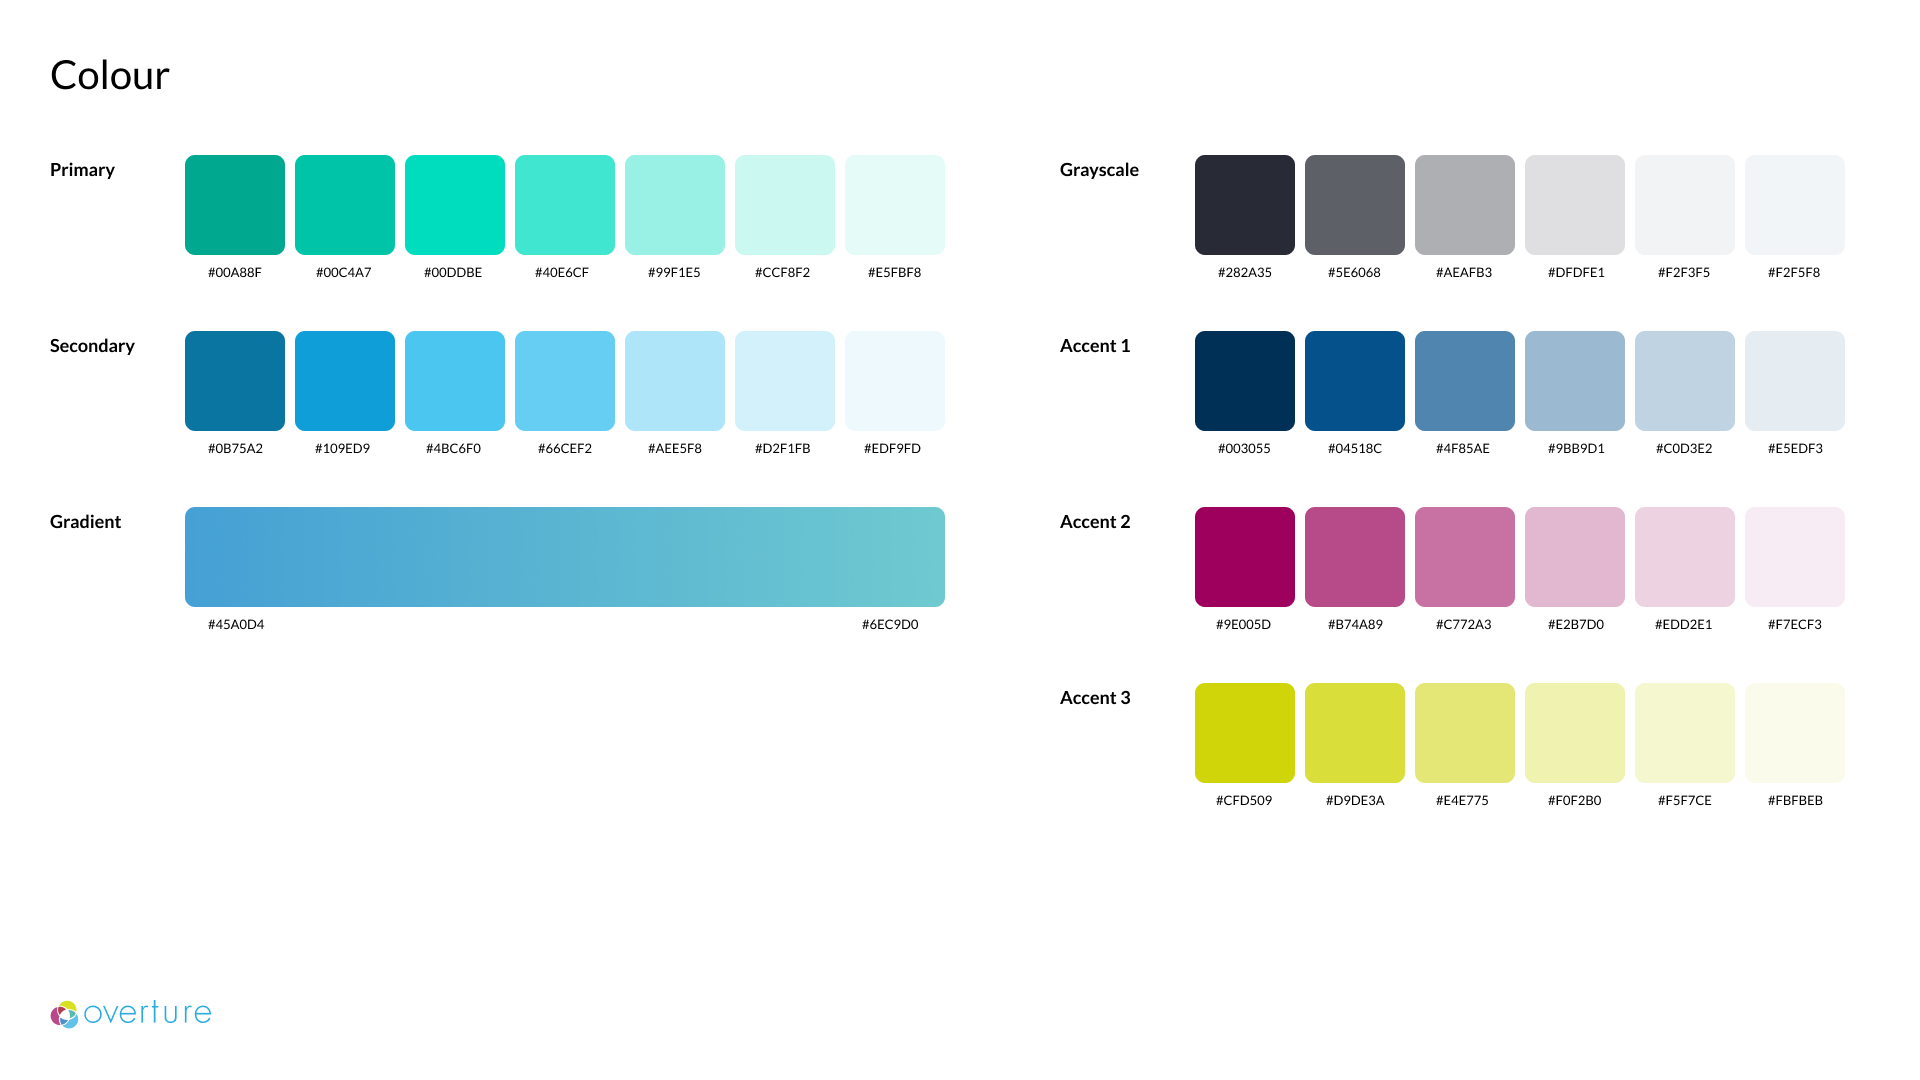 Colour
Primary
#00A88F #00C4A7 #00DDBE #40E6CF #99F1E5 #CCF8F2 #E5FBF8
Secondary
#0B75A2 #109ED9 #4BC6F0 #66CEF2 #AEE5F8 #D2F1FB #EDF9FD
Gradient
#45A0D4 #6EC9D0
Grayscale
#282A35 #5E6068 #AEAFB3 #DFDFE1 #F2F3F5 #F2F5F8
Accent 1
#003055 #04518C #4F85AE #9BB9D1 #C0D3E2 #E5EDF3
Accent 2
#9E005D #B74A89 #C772A3 #E2B7D0 #EDD2E1 #F7ECF3
Accent 3
#CFD509 #D9DE3A #E4E775 #F0F2B0 #F5F7CE #FBFBEB
overture